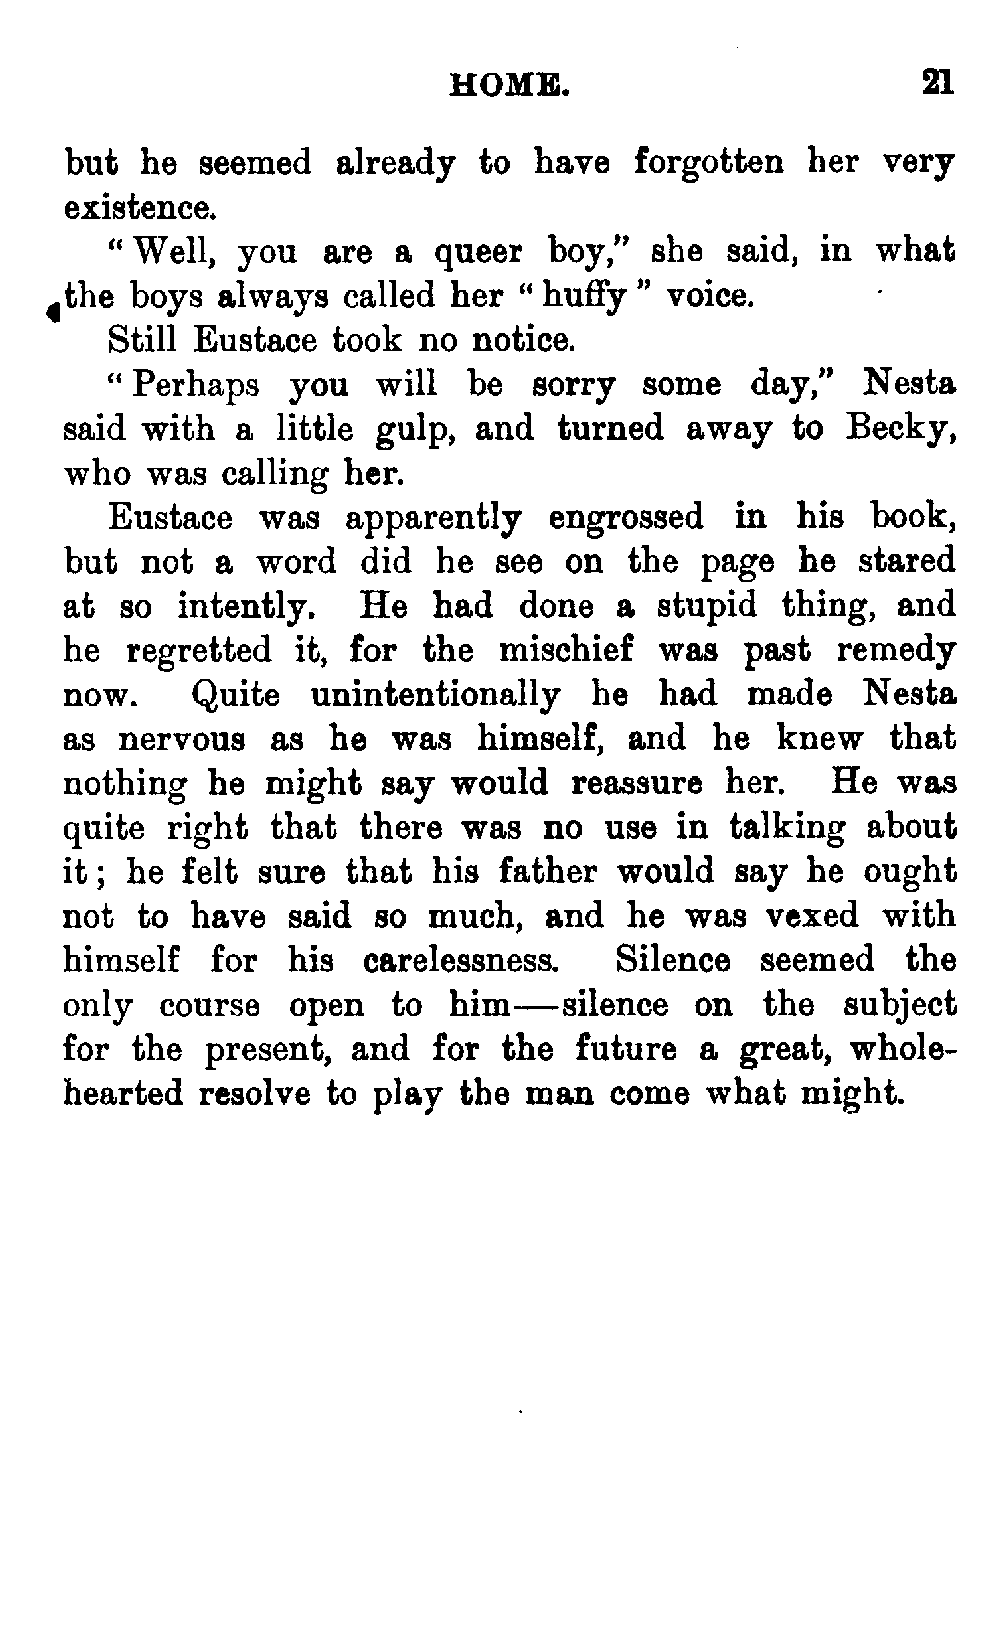 HOME. 21
but he seemed already to have forgotten her very
existence.
“ Well, you are a queer boy,” she said, in what
the boys always called her “ huffy ” voice.
Still Eustace took no notice.
“ Perhaps you will be sorry some day,” Nesta
said with a little gulp, and turned away to Becky,
who was calling her.
Eustace was apparently engrossed in his book,
but not a word did he see on the page he stared
at so intently. He had done a stupid thing, and
he regretted it, for the mischief was past remedy
now. Quite unintentionally he had made Nesta
as nervous as he was himself, and he knew that
nothing he might say would reassure her. He was
quite right that there was no use in talking about
it ; he felt sure that his father would say he ought
not to have said so much, and he was vexed with
himself for his carelessness. Silence seemed the
only course open to him—silence on the subject
for the present, and for the future a great, whole-
hearted resolve to play the man come what might.